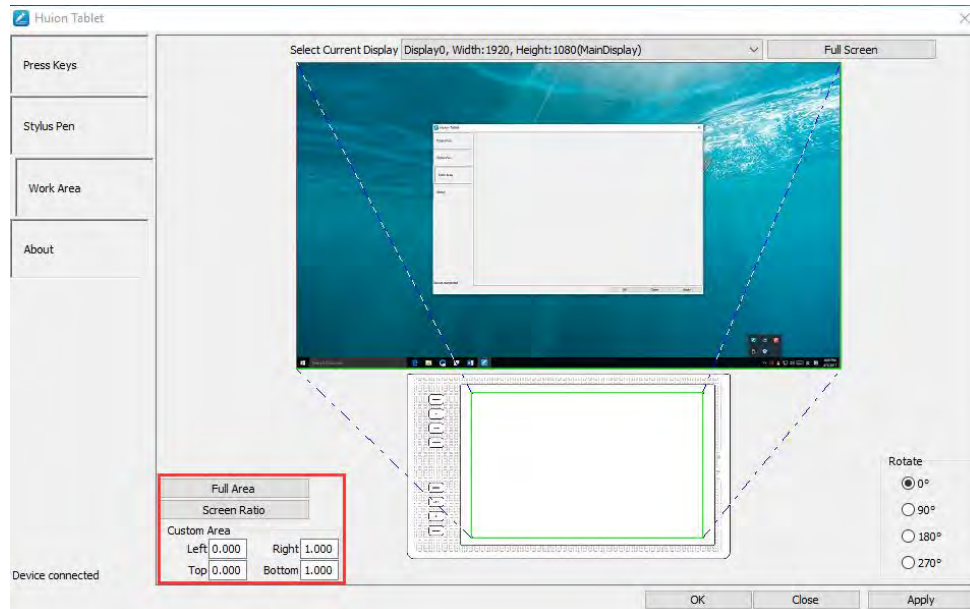 Huion Tablet
Select Current Display Display0, Width:1920, Height:1080(MainDisplay) Full Screen
Press Keys
Stylus Pen
Work Area
About
Huion Tablet
Full Area
Screen Ratio
Custom Area
Left 0.000 Right 1.000
Top 0.000 Bottom 1.000
Rotate
0°
90°
180°
270°
Device connected
OK Close Apply